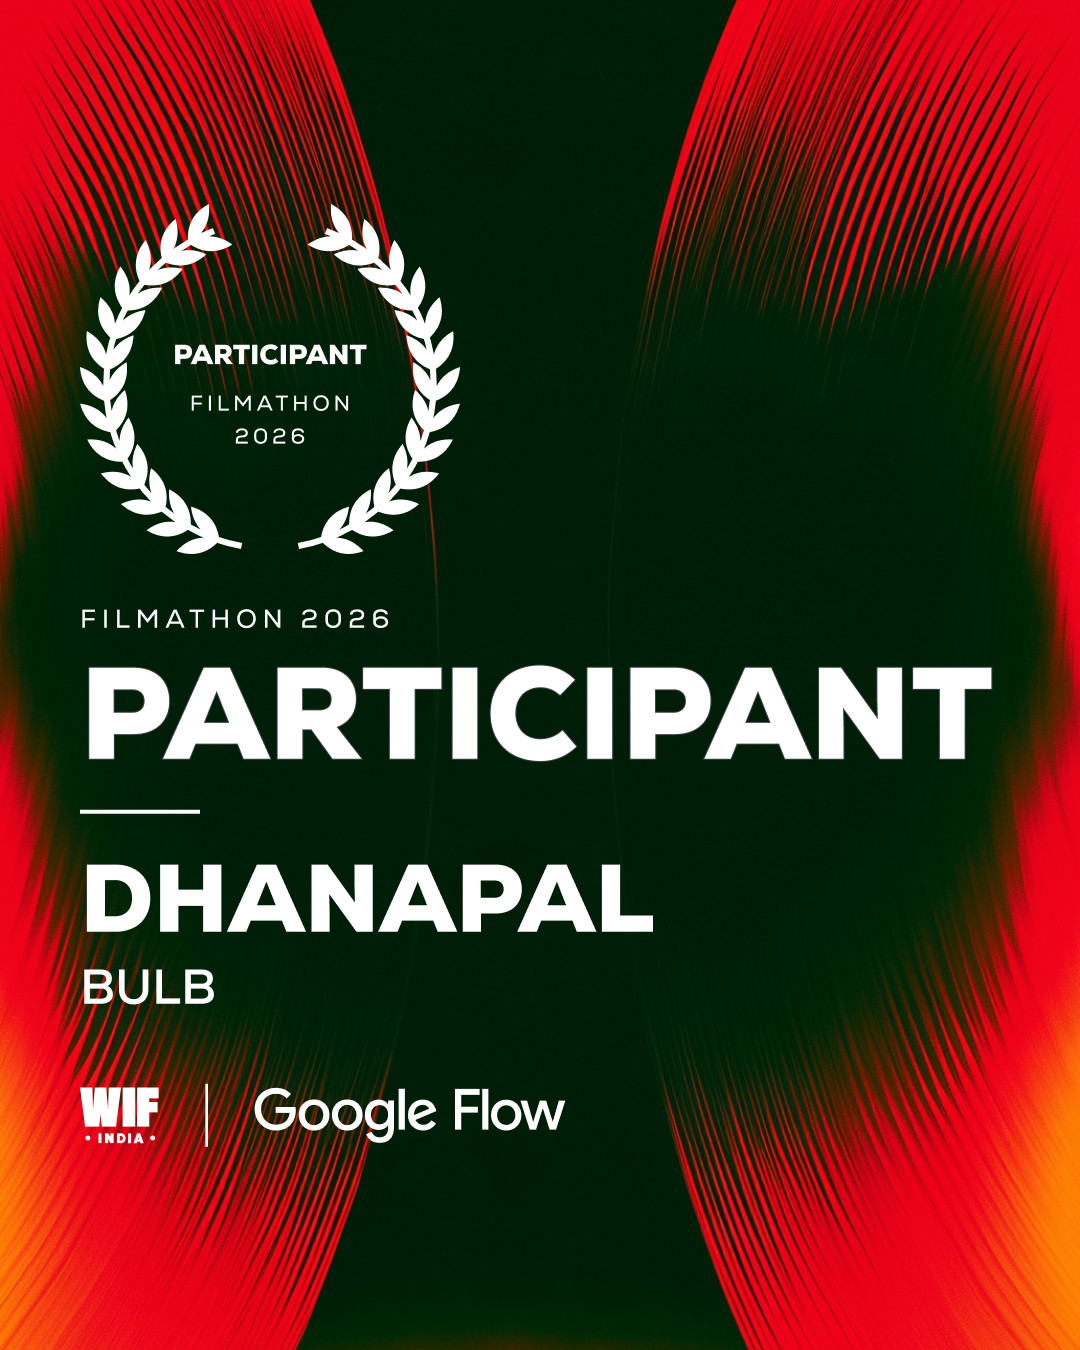 PARTICIPANT
FILMATHON
2026
FILMATHON 2026
PARTICIPANT
DHANAPAL
BULB
WIF
• INDIA •
Google Flow